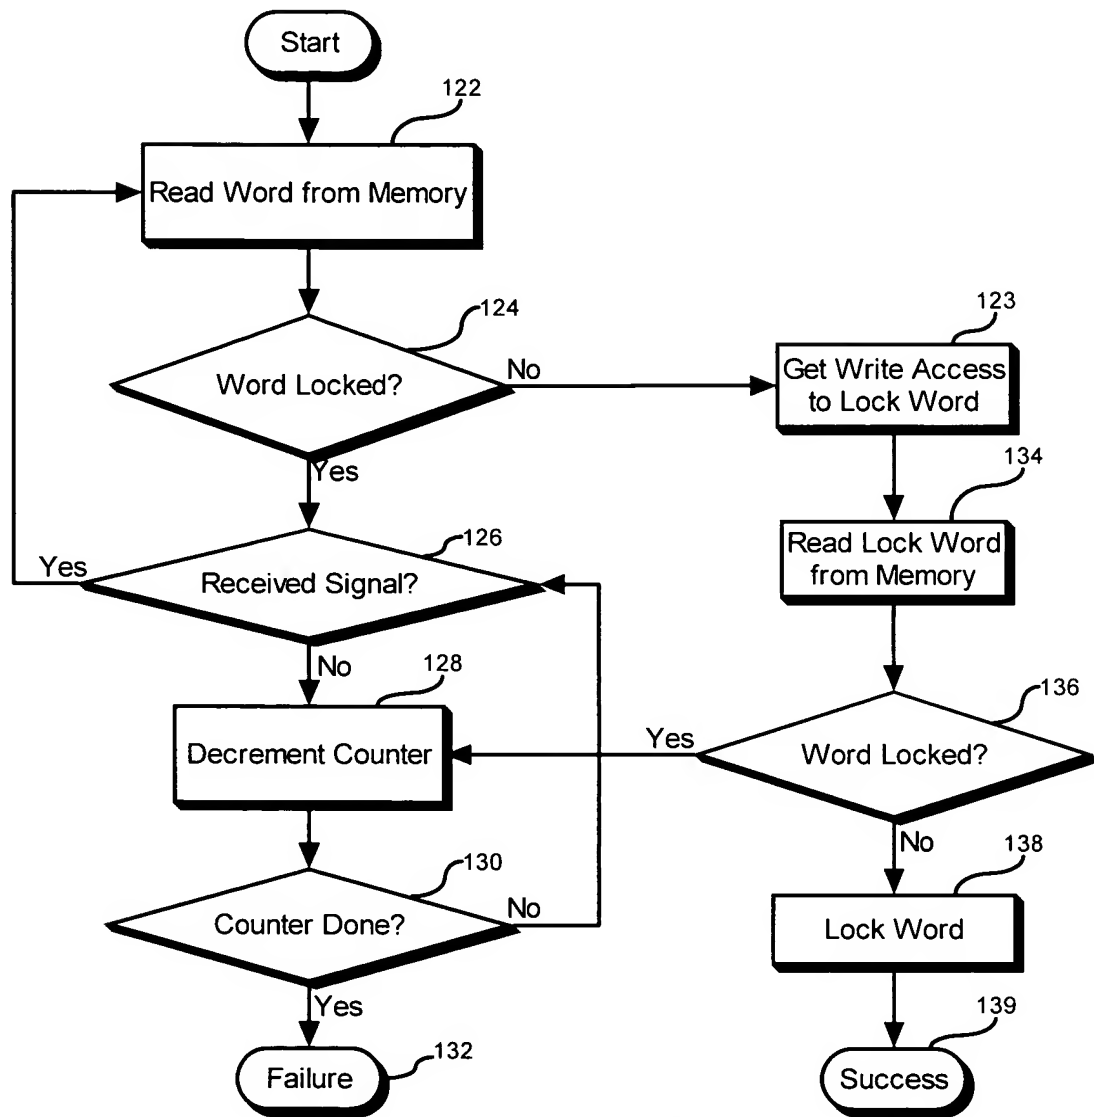 Start
122
Read Word from Memory
124
Word Locked?
No
123
Get Write Access
to Lock Word
Yes
134
Read Lock Word
from Memory
126
Yes
Received Signal?
No
128
Decrement Counter
136
Yes
Word Locked?
No
130
Counter Done?
No
138
Lock Word
Yes
132
Failure
139
Success